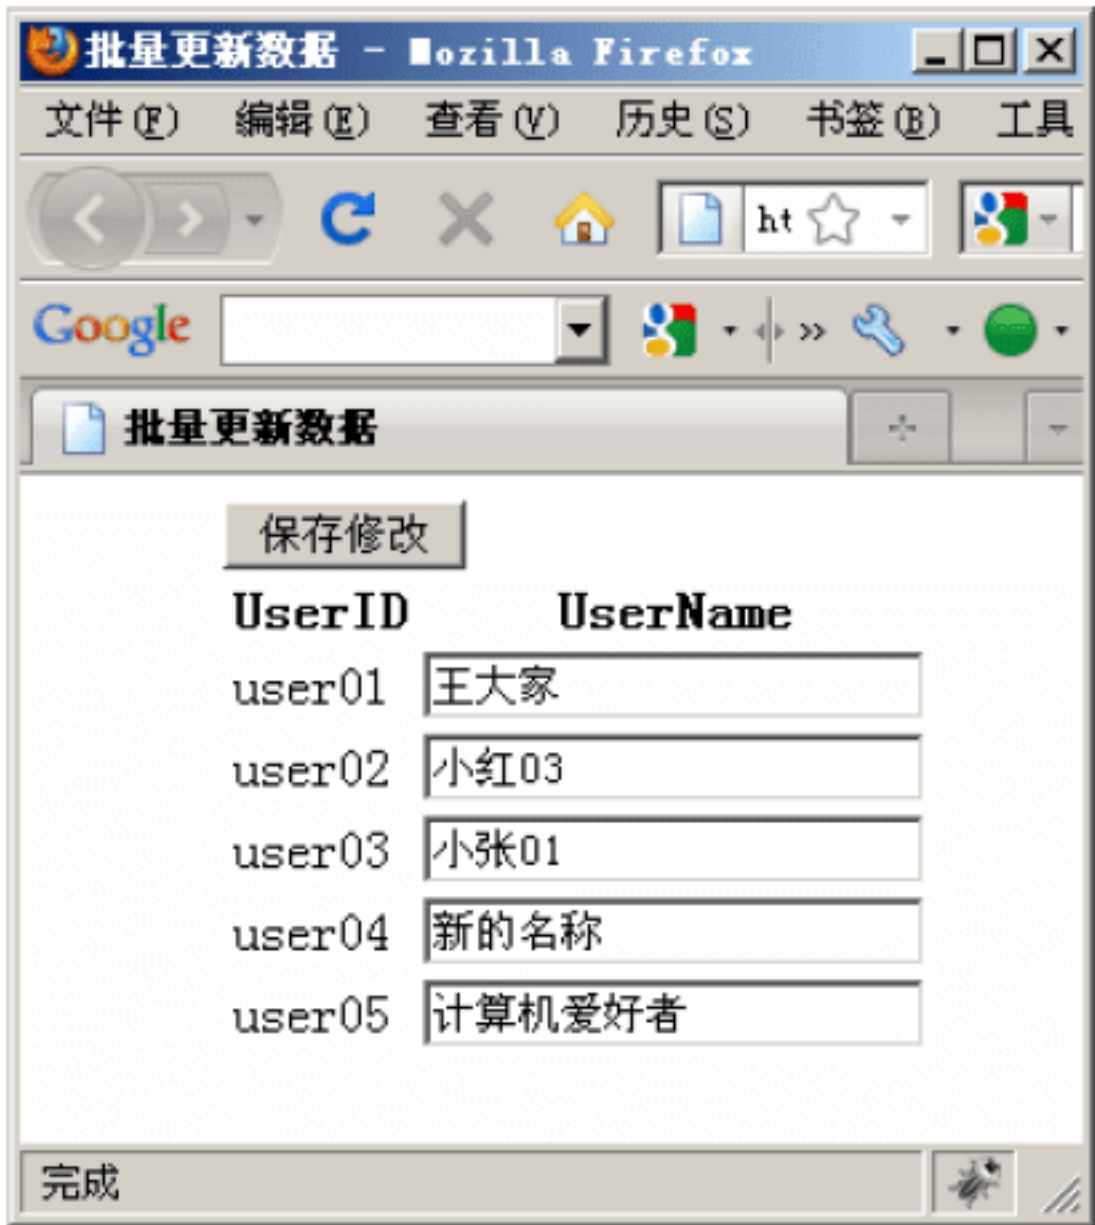 批量更新数据 - Mozilla Firefox
文件(F) 编辑(E) 查看(V) 历史(S) 书签(B) 工具
ht
Google
批量更新数据
保存修改
UserID UserName
user01 王大家
user02 小红03
user03 小张01
user04 新的名称
user05 计算机爱好者
完成